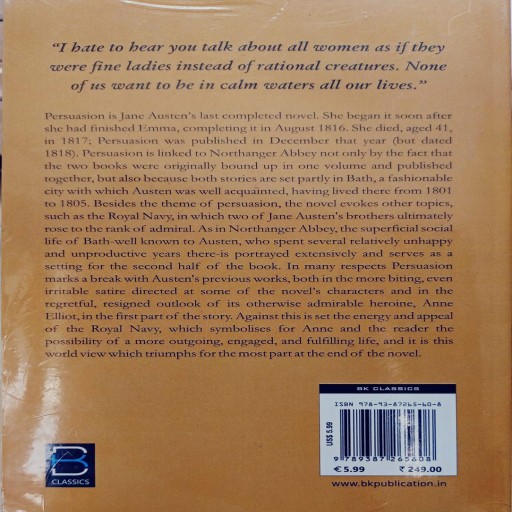 “I hate to hear you talk about all women as if they
were fine ladies instead of rational creatures. None
of us want to be in calm waters all our lives.”
Persuasion is Jane Austen's last completed novel. She began it soon after
she had finished Emma, completing it in August 1816. She died, aged 41,
in 1817; Persuasion was published in December that year (but dated
1818). Persuasion is linked to Northanger Abbey not only by the fact that
the two books were originally bound up in one volume and published
together, but also because both stories are set partly in Bath, a fashionable
city with which Austen was well acquainted, having lived there from 1801
to 1805. Besides the theme of persuasion, the novel evokes other topics,
such as the Royal Navy, in which two of Jane Austen's brothers ultimately
rose to the rank of admiral. As in Northanger Abbey, the superficial social
life of Bath-well known to Austen, who spent several relatively unhappy
and unproductive years there-is portrayed extensively and serves as a
setting for the second half of the book. In many respects Persuasion
marks a break with Austen's previous works, both in the more biting, even
irritable satire directed at some of the novel's characters and in the
regretful, resigned outlook of its otherwise admirable heroine, Anne
Elliot, in the first part of the story. Against this is set the energy and appeal
of the Royal Navy, which symbolises for Anne and the reader the
possibility of a more outgoing, engaged, and fulfilling life, and it is this
world view which triumphs for the most part at the end of the novel.
BK CLASSICS
ISBN 978-93-87265-60-8
US$ 5.99
9 789387 265608
€ 5.99 ₹ 249.00
www.bkpublication.in
B
CLASSICS